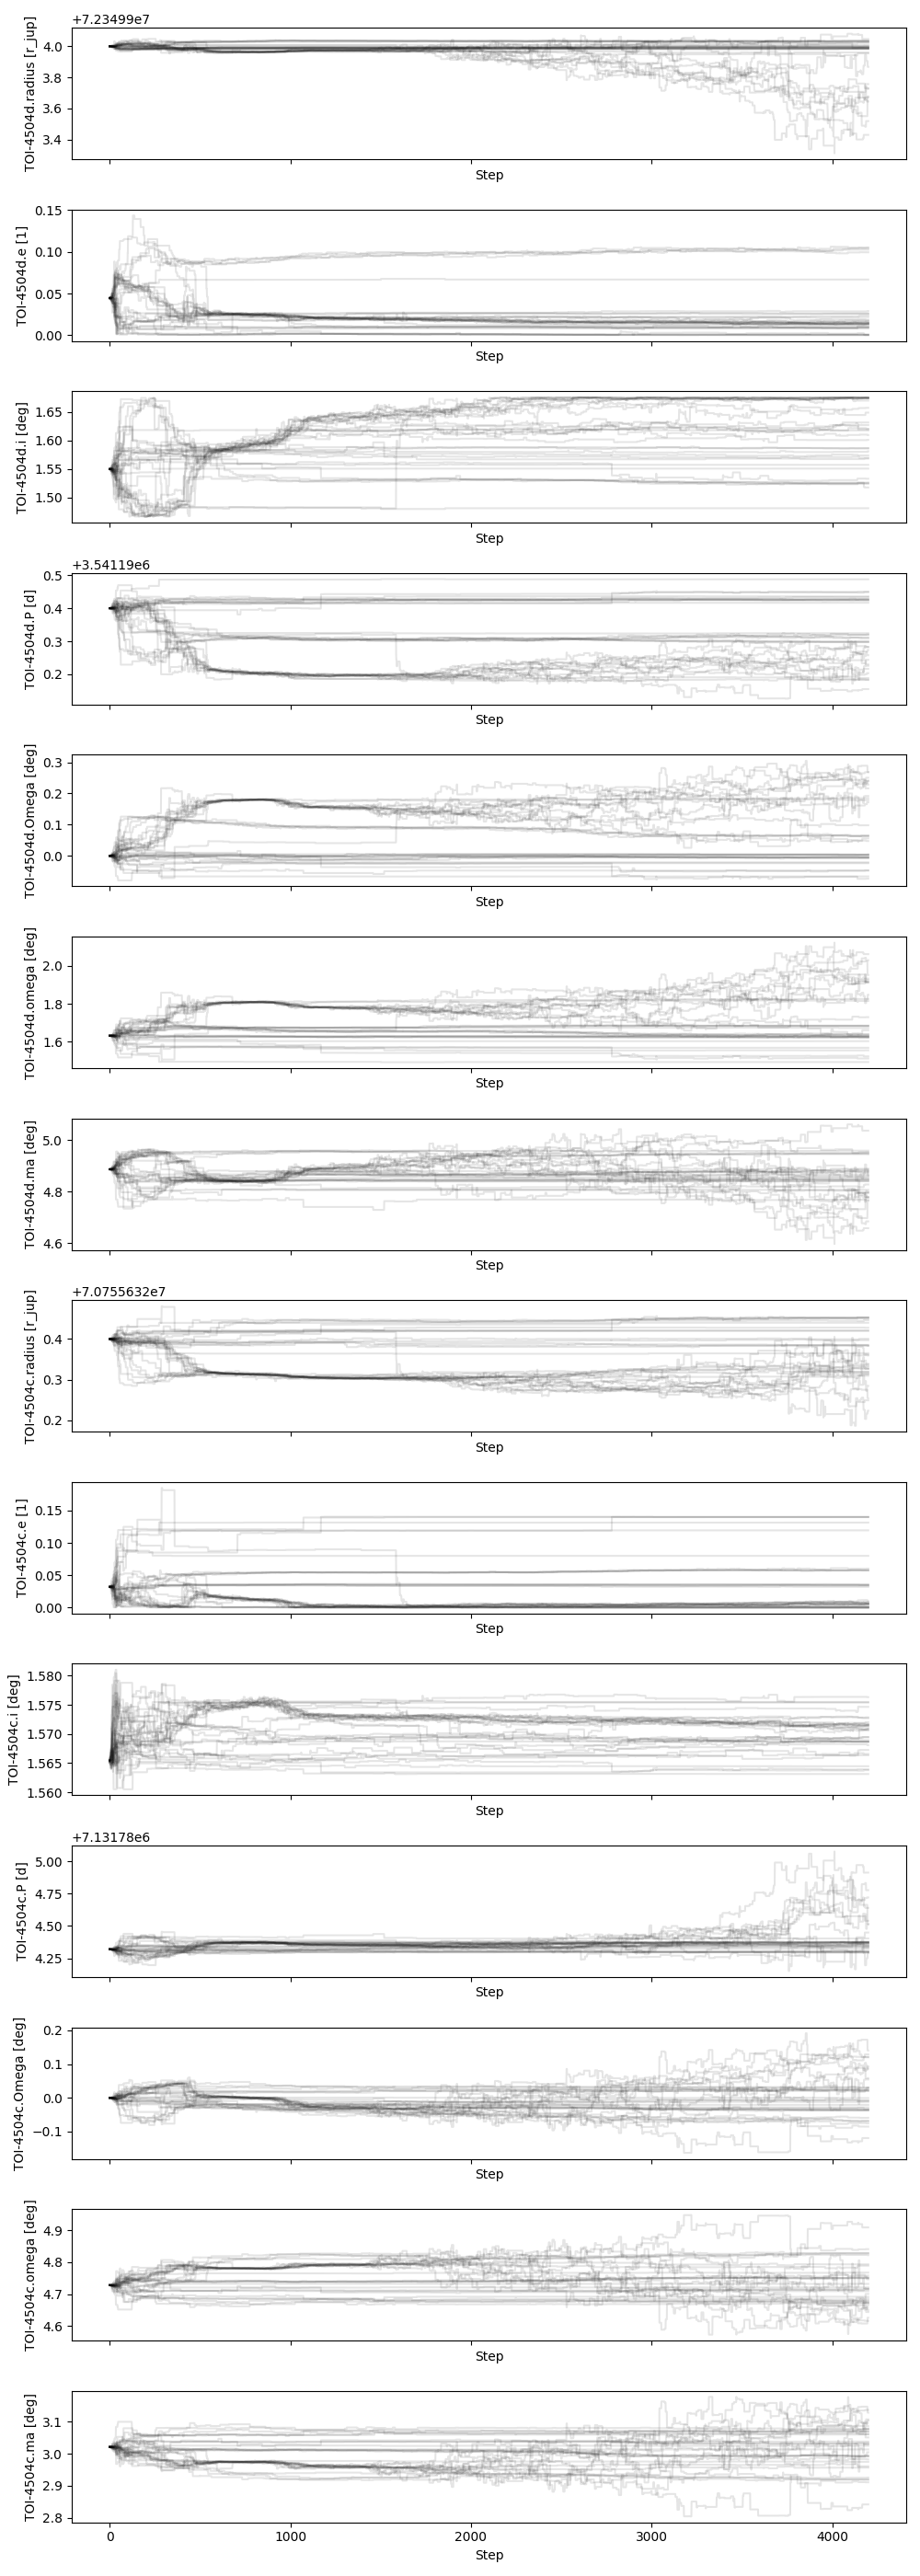 +7.23499e7
TOI-4504d.radius [r_jup]
4.0
3.8
3.6
3.4
Step
TOI-4504d.e [1]
0.15
0.10
0.05
0.00
Step
TOI-4504d.i [deg]
1.65
1.60
1.55
1.50
Step
+3.54119e6
TOI-4504d.P [d]
0.5
0.4
0.3
0.2
Step
TOI-4504d.Omega [deg]
0.3
0.2
0.1
0.0
Step
TOI-4504d.omega [deg]
2.0
1.8
1.6
Step
TOI-4504d.ma [deg]
5.0
4.8
4.6
Step
+7.0755632e7
TOI-4504c.radius [r_jup]
0.4
0.3
0.2
Step
TOI-4504c.e [1]
0.15
0.10
0.05
0.00
Step
TOI-4504c.i [deg]
1.580
1.575
1.570
1.565
1.560
Step
+7.13178e6
TOI-4504c.P [d]
5.00
4.75
4.50
4.25
Step
TOI-4504c.Omega [deg]
0.2
0.1
0.0
−0.1
Step
TOI-4504c.omega [deg]
4.9
4.8
4.7
4.6
Step
TOI-4504c.ma [deg]
3.1
3.0
2.9
2.8
0 1000 2000 3000 4000
Step